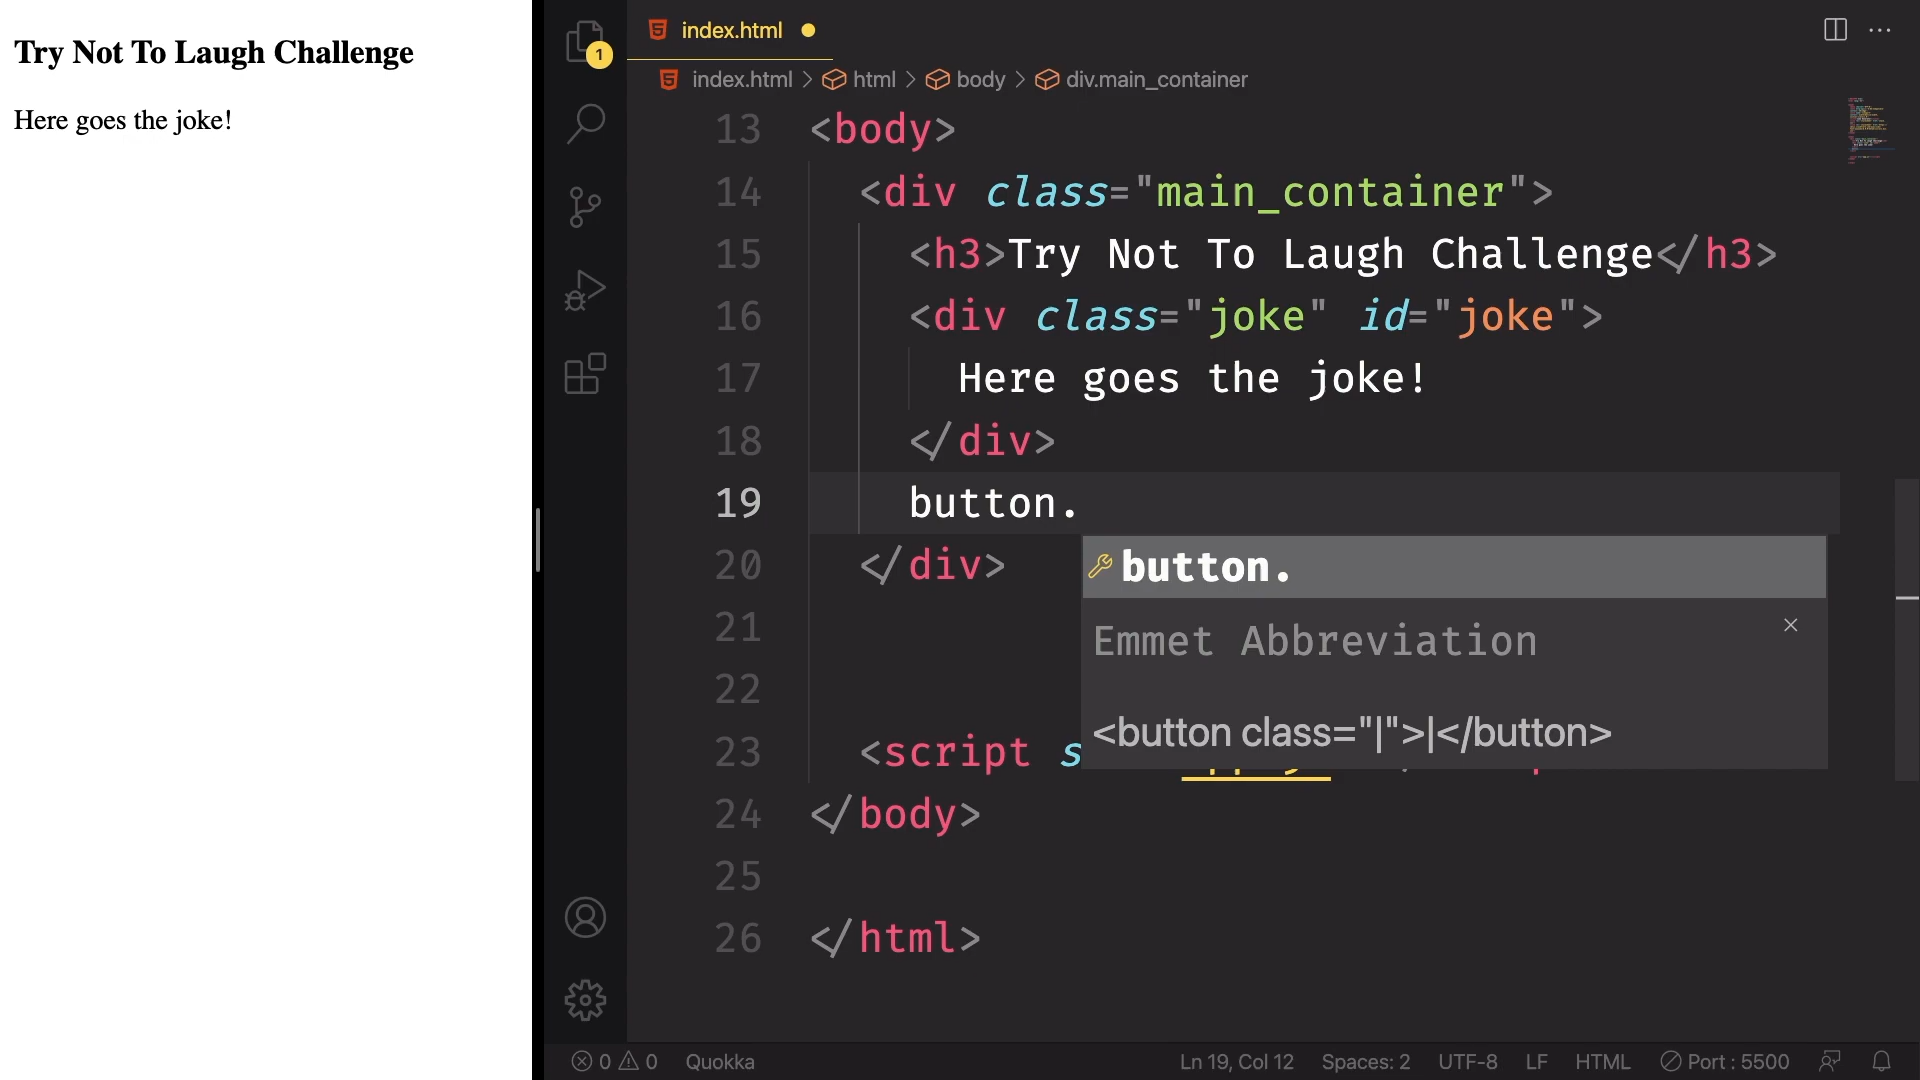 Try Not To Laugh Challenge
Here goes the joke!
1
index.html
index.html > html > body > div.main_container
13 <body>
14 <div class="main_container">
15 <h3>Try Not To Laugh Challenge</h3>
16 <div class="joke" id="joke">
17 Here goes the joke!
18 </div>
19 button.
20 </div>
21
22
23 <script s
24 </body>
25
26 </html>
button.
Emmet Abbreviation
<button class="|">|</button>
0 0 Quokka
Ln 19, Col 12 Spaces: 2 UTF-8 LF HTML Port : 5500